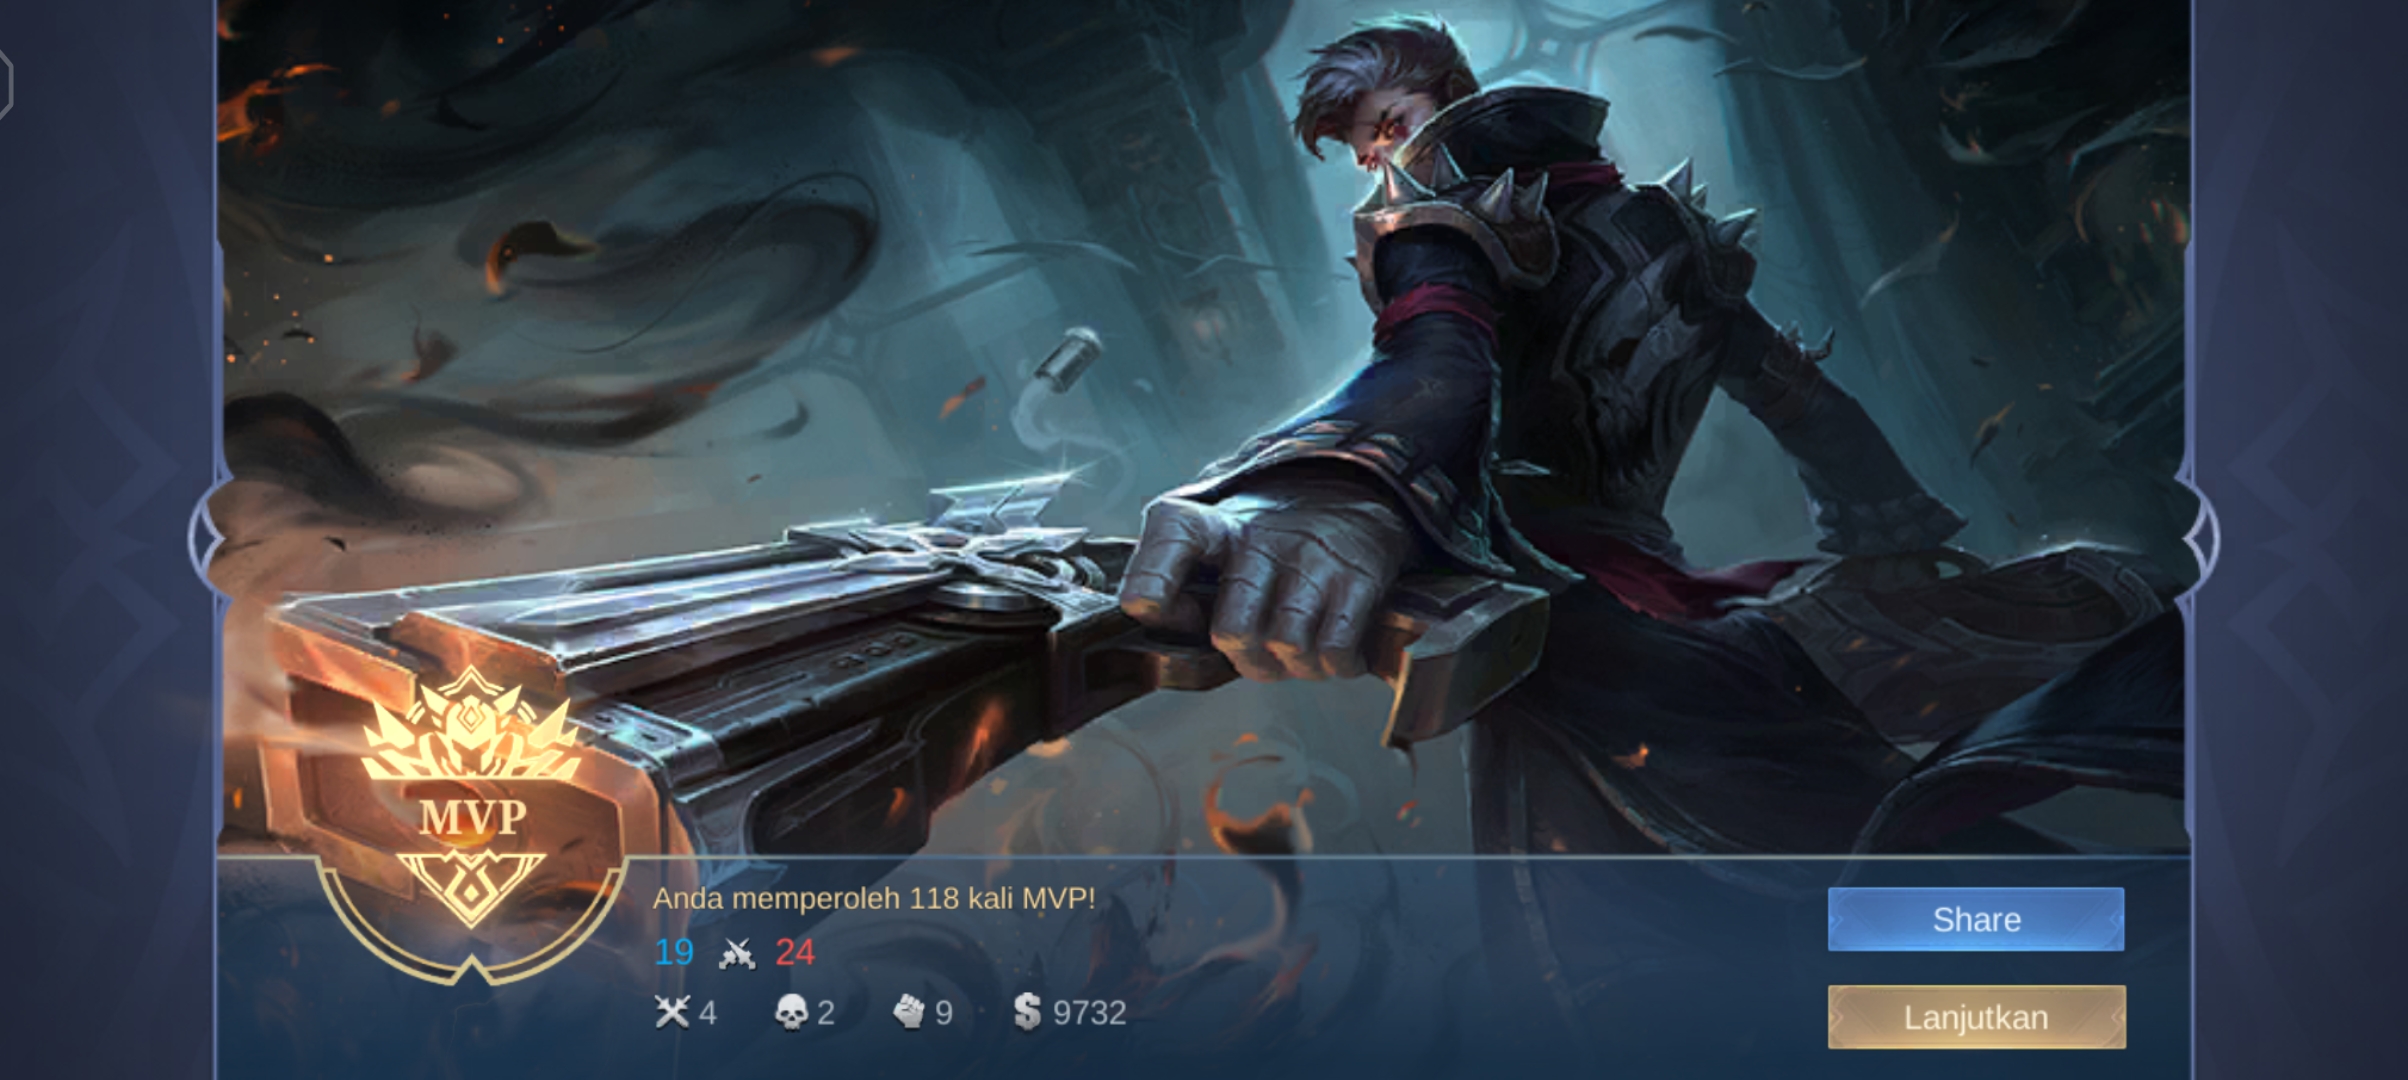 MVP
Anda memperoleh 118 kali MVP!
19 24
4 2 9 $ 9732
Share
Lanjutkan